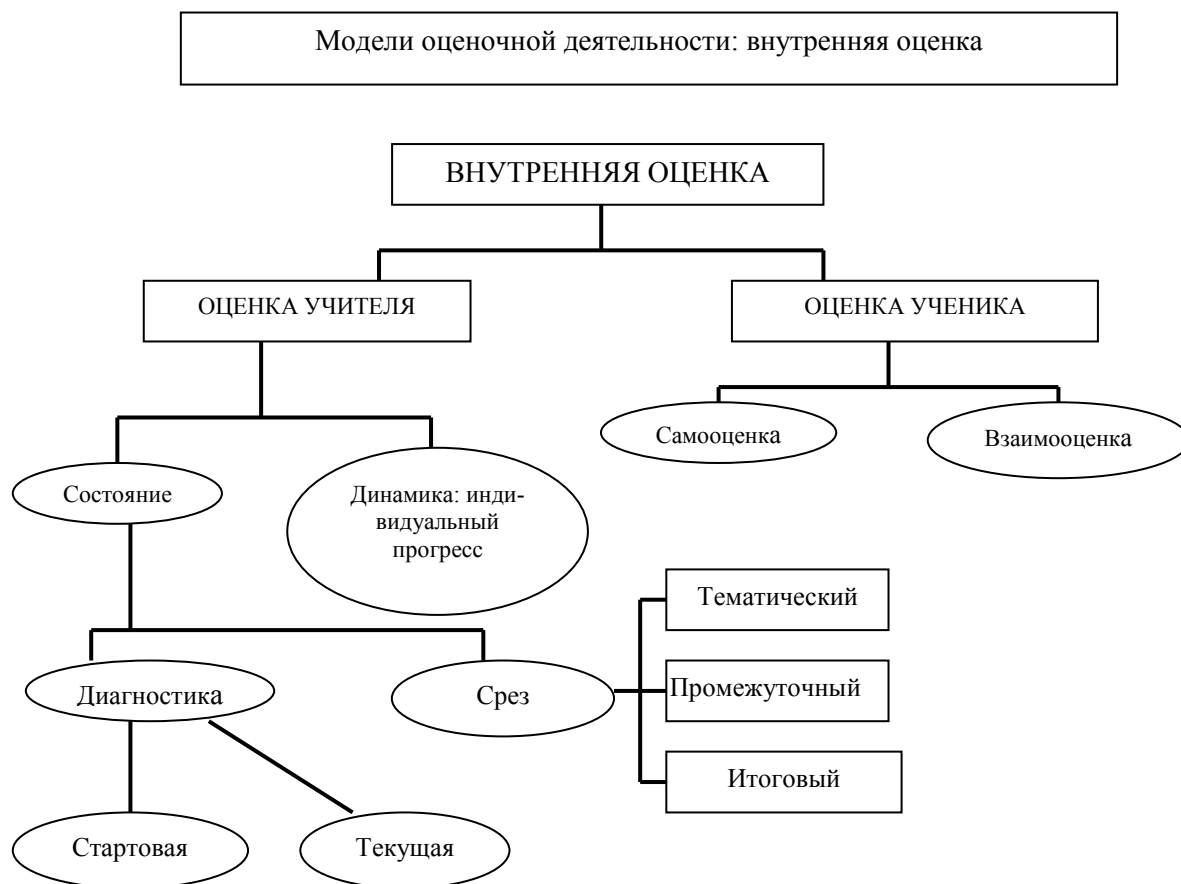 Модели оценочной деятельности: внутренняя оценка
ВНУТРЕННЯЯ ОЦЕНКА
ОЦЕНКА УЧИТЕЛЯ
ОЦЕНКА УЧЕНИКА
Самооценка
Взаимооценка
Состояние
Динамика: инди-
видуальный
прогресс
Тематический
Диагностика
Срез
Промежуточный
Итоговый
Стартовая
Текущая